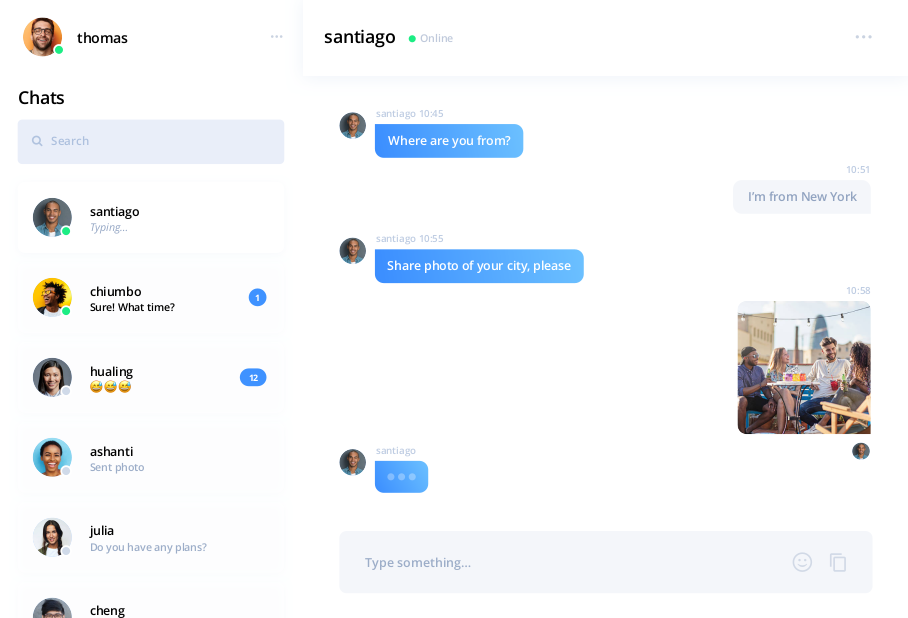 thomas
Chats
Search
santiago
Typing...
chiumbo
Sure! What time?
1
hualing
😅😅😅
12
ashanti
Sent photo
julia
Do you have any plans?
cheng
santiago
Online
santiago 10:45
Where are you from?
10:51
I'm from New York
santiago 10:55
Share photo of your city, please
10:58
santiago
Type something...